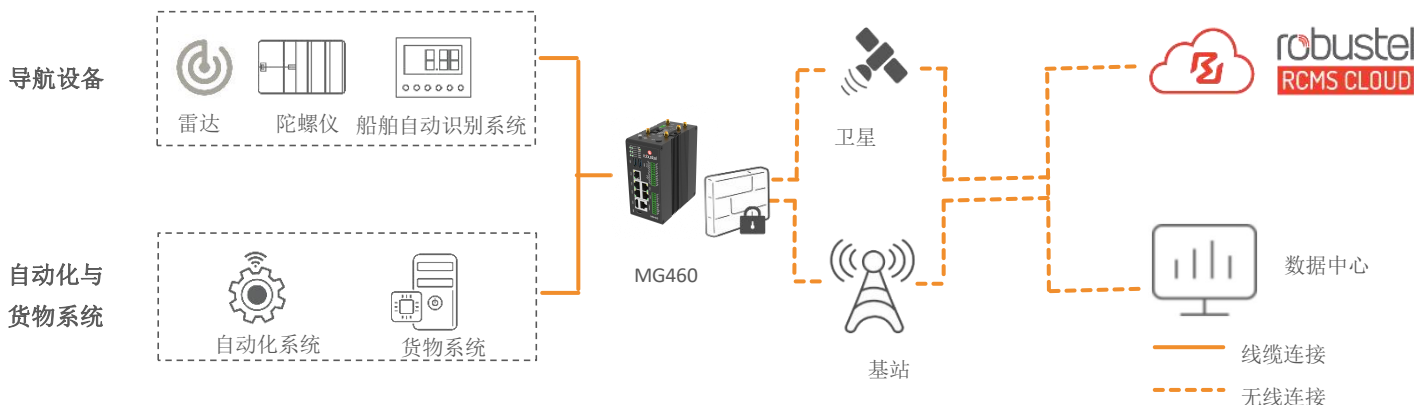 导航设备
雷达
陀螺仪
船舶自动识别系统
自动化与
货物系统
自动化系统
货物系统
MG460
卫星
基站
robustel
RCMS CLOUD
数据中心
线缆连接
无线连接